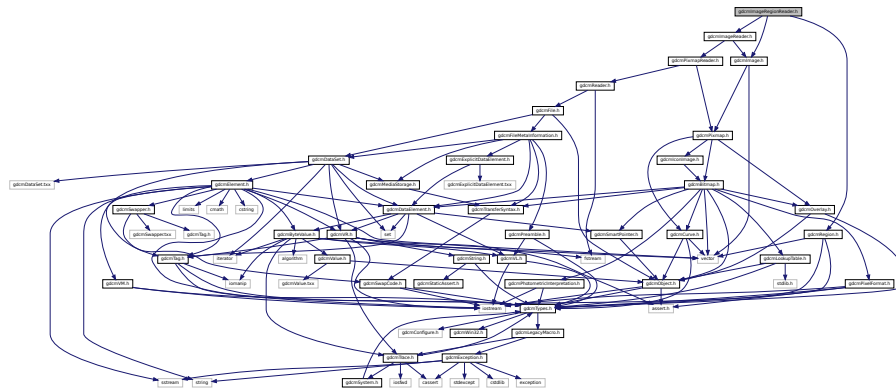 gdcmImageRegionReader.h
gdcmImageReader.h
gdcmPixmapReader.h
gdcmImage.h
gdcmReader.h
gdcmFile.h
gdcmFileMetaInformation.h
gdcmPixmap.h
gdcmDataSet.h
gdcmExplicitDataElement.h
gdcmIconImage.h
gdcmDataSet.txx
gdcmElement.h
gdcmMediaStorage.h
gdcmExplicitDataElement.txx
gdcmBitmap.h
gdcmSwapper.h
limits
cmath
cstring
gdcmDataElement.h
gdcmTransferSyntax.h
gdcmOverlay.h
gdcmSwapper.txx
gdcmTag.h
gdcmByteValue.h
gdcmVR.h
set
gdcmPreamble.h
gdcmSmartPointer.h
gdcmCurve.h
gdcmRegion.h
gdcmTag.h
iterator
algorithm
gdcmValue.h
gdcmString.h
gdcmVL.h
fstream
vector
gdcmLookupTable.h
gdcmVM.h
iomanip
gdcmValue.txx
gdcmSwapCode.h
gdcmStaticAssert.h
gdcmPhotometricInterpretation.h
gdcmObject.h
stdlib.h
gdcmPixelFormat.h
iostream
gdcmTypes.h
assert.h
gdcmConfigure.h
gdcmWin32.h
gdcmLegacyMacro.h
gdcmTrace.h
gdcmException.h
sstream
string
gdcmSystem.h
iosfwd
cassert
stdexcept
cstdlib
exception